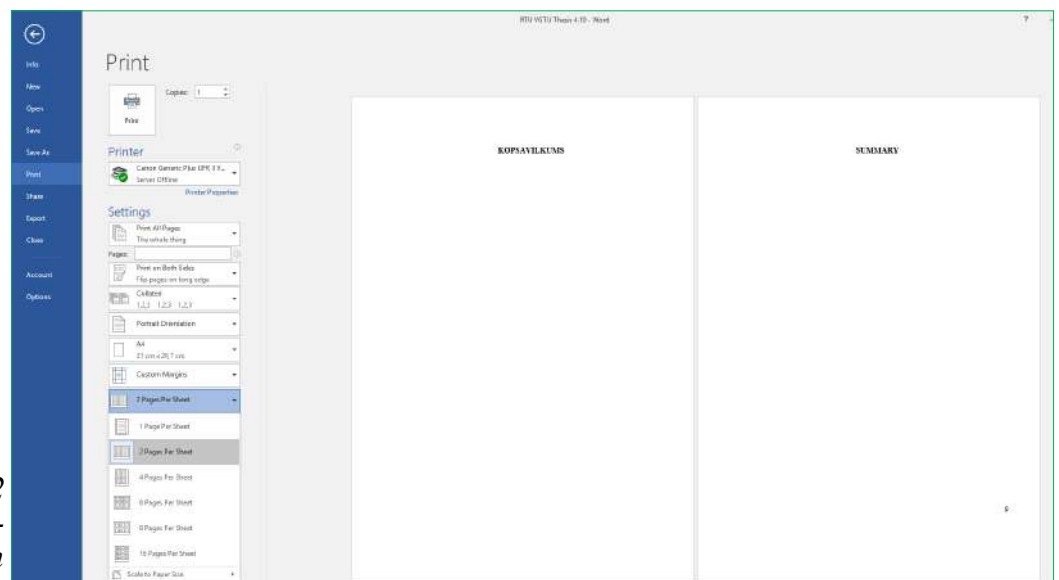 RTU VGTU Thesis 4.10 - Word
?
Info
New
Open
Save
Save As
Print
Share
Export
Close
Account
Options
Print
Copies: 1
Print
Printer
Canon Generic Plus UFR II V...
Server Offline
Printer Properties
Settings
Print All Pages
The whole thing
Pages:
Print on Both Sides
Flip pages on long edge
Collated
1,2,3 1,2,3 1,2,3
Portrait Orientation
A4
21 cm x 29,7 cm
Custom Margins
2 Pages Per Sheet
1 Page Per Sheet
2 Pages Per Sheet
4 Pages Per Sheet
6 Pages Per Sheet
8 Pages Per Sheet
16 Pages Per Sheet
Scale to Paper Size
KOPSAVILKUMS
SUMMARY